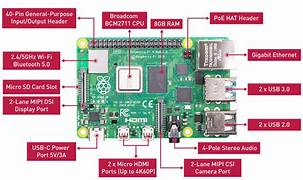 40-Pin General-Purpose
Input/Output Header
Broadcom
BCM2711 CPU
8GB RAM
PoE HAT Header
2.4/5GHz Wi-Fi
Bluetooth 5.0
Gigabit Ethernet
Micro SD Card Slot
2 x USB 3.0
2-Lane MIPI DSI
Display Port
2 x USB 2.0
HDMI
USB-C Power
Port 5V/3A
2 x Micro HDMI
Ports (Up to 4K60P)
4-Pole Stereo Audio
2-Lane MIPI CSI
Camera Port